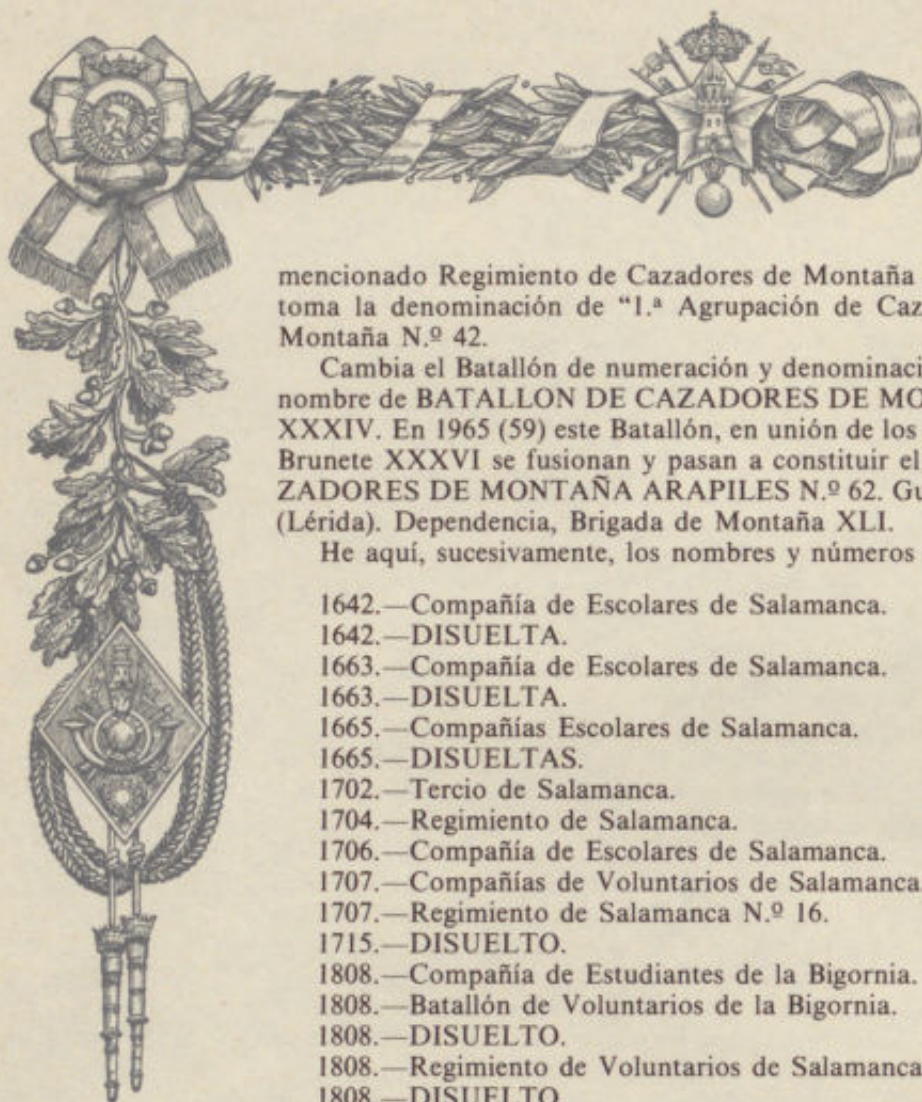 mencionado Regimiento de Cazadores de Montaña
toma la denominación de “1.ª Agrupación de Caz
Montaña N.º 42.
Cambia el Batallón de numeración y denominaci
nombre de BATALLON DE CAZADORES DE MO
XXXIV. En 1965 (59) este Batallón, en unión de los
Brunete XXXVI se fusionan y pasan a constituir el
ZADORES DE MONTAÑA ARAPILES N.º 62. Gu
(Lérida). Dependencia, Brigada de Montaña XLI.
He aquí, sucesivamente, los nombres y números
1642.—Compañía de Escolares de Salamanca.
1642.—DISUELTA.
1663.—Compañía de Escolares de Salamanca.
1663.—DISUELTA.
1665.—Compañías Escolares de Salamanca.
1665.—DISUELTAS.
1702.—Tercio de Salamanca.
1704.—Regimiento de Salamanca.
1706.—Compañía de Escolares de Salamanca.
1707.—Compañías de Voluntarios de Salamanca
1707.—Regimiento de Salamanca N.º 16.
1715.—DISUELTO.
1808.—Compañía de Estudiantes de la Bigornia.
1808.—Batallón de Voluntarios de la Bigornia.
1808.—DISUELTO.
1808.—Regimiento de Voluntarios de Salamanca
1808.—DISUELTO